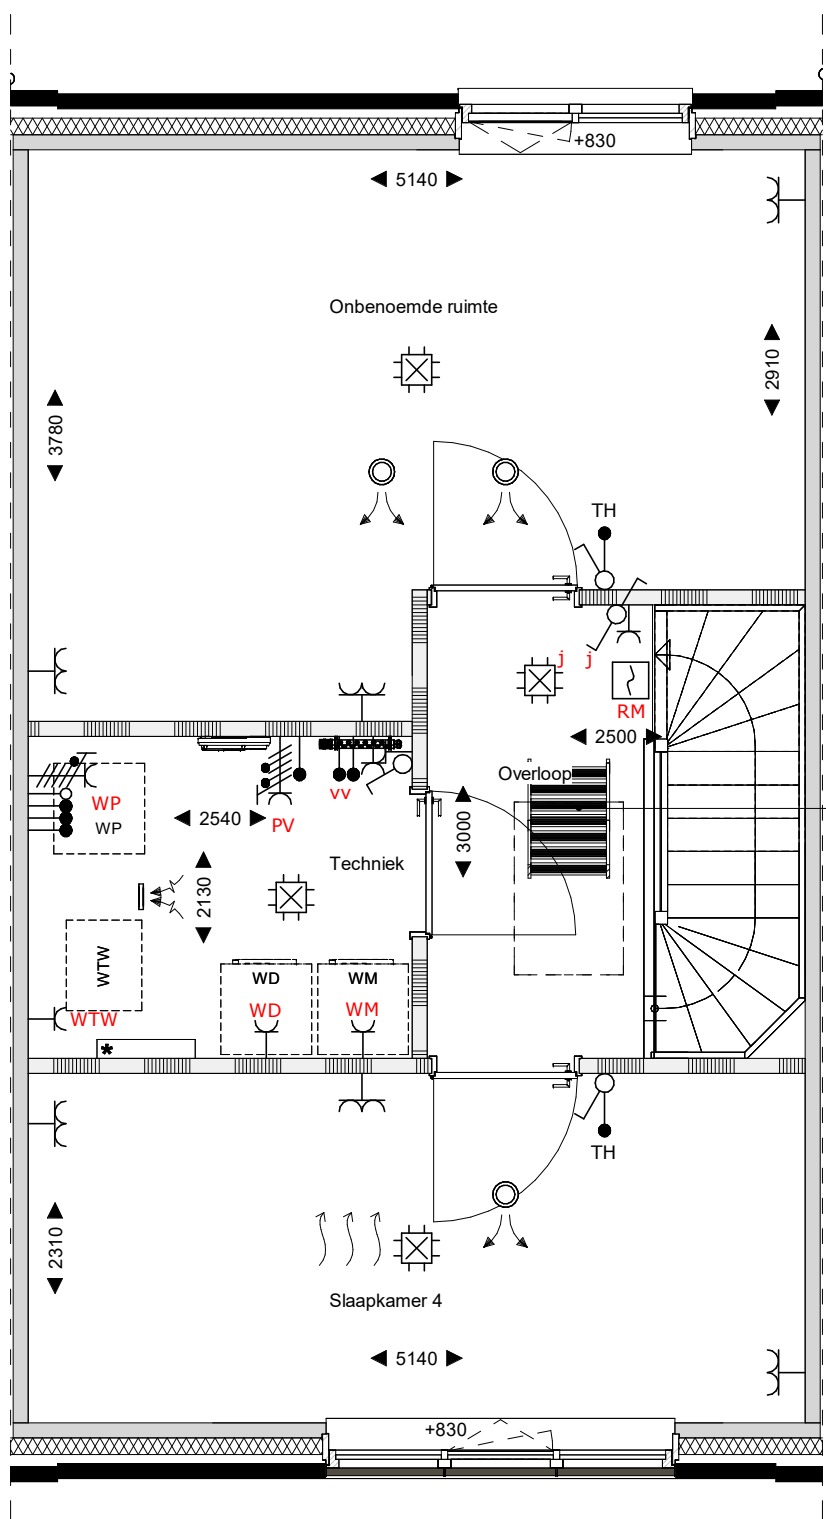 +830
5140
Onbenoemde ruimte
2910
3780
TH
j j
RM
2500
Overloop
WP
WP
vv
2540
PV
3000
Techniek
2130
WTW
WD
WM
WD
WM
WTW
*
TH
2310
Slaapkamer 4
5140
+830